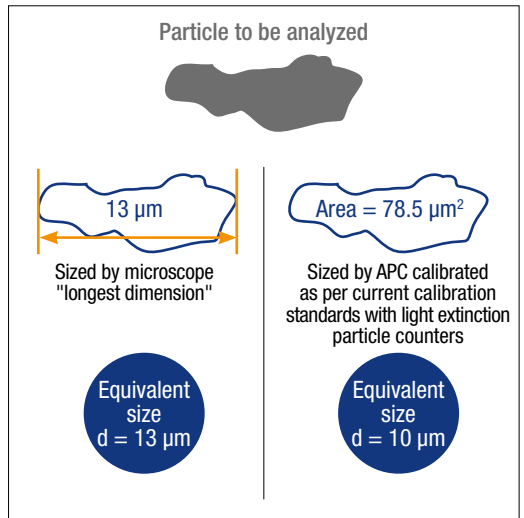 Particle to be analyzed
13 µm
Sized by microscope
"longest dimension"
Equivalent
size
d = 13 µm
Area = 78.5 µm²
Sized by APC calibrated
as per current calibration
standards with light extinction
particle counters
Equivalent
size
d = 10 µm